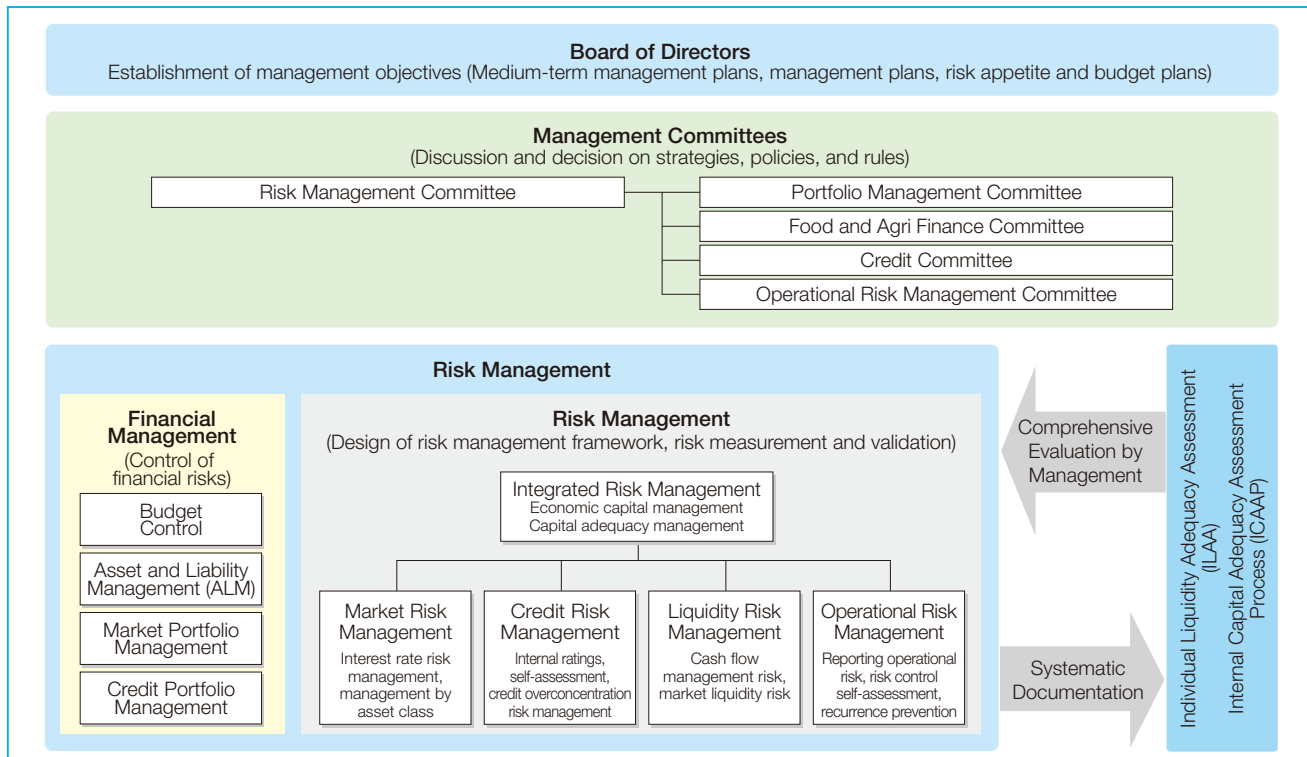 Board of Directors
Establishment of management objectives (Medium-term management plans, management plans, risk appetite and budget plans)
Management Committees
(Discussion and decision on strategies, policies, and rules)
Risk Management Committee
Portfolio Management Committee
Food and Agri Finance Committee
Credit Committee
Operational Risk Management Committee
Risk Management
Financial
Management
(Control of
financial risks)
Budget
Control
Asset and Liability
Management (ALM)
Market Portfolio
Management
Credit Portfolio
Management
Risk Management
(Design of risk management framework, risk measurement and validation)
Integrated Risk Management
Economic capital management
Capital adequacy management
Market Risk
Management
Interest rate risk
management,
management by
asset class
Credit Risk
Management
Internal ratings,
self-assessment,
credit overconcentration
risk management
Liquidity Risk
Management
Cash flow
management risk,
market liquidity risk
Operational Risk
Management
Reporting operational
risk, risk control
self-assessment,
recurrence prevention
Comprehensive
Evaluation by
Management
Systematic
Documentation
Individual Liquidity Adequacy Assessment
(ILAA)
Internal Capital Adequacy Assessment
Process (ICAAP)